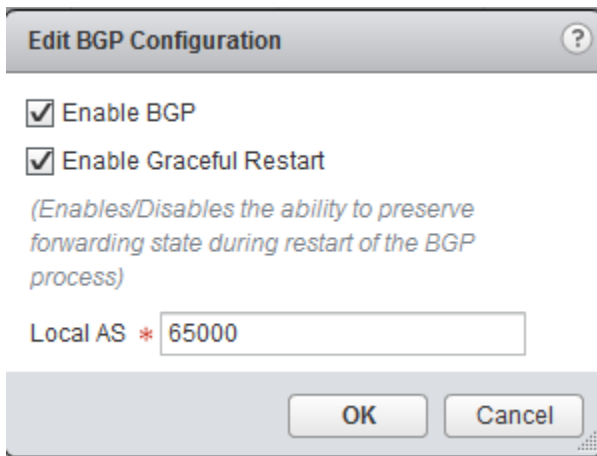 Edit BGP Configuration ?
Enable BGP
Enable Graceful Restart
(Enables/Disables the ability to preserve
forwarding state during restart of the BGP
process)
Local AS * 65000
OK Cancel